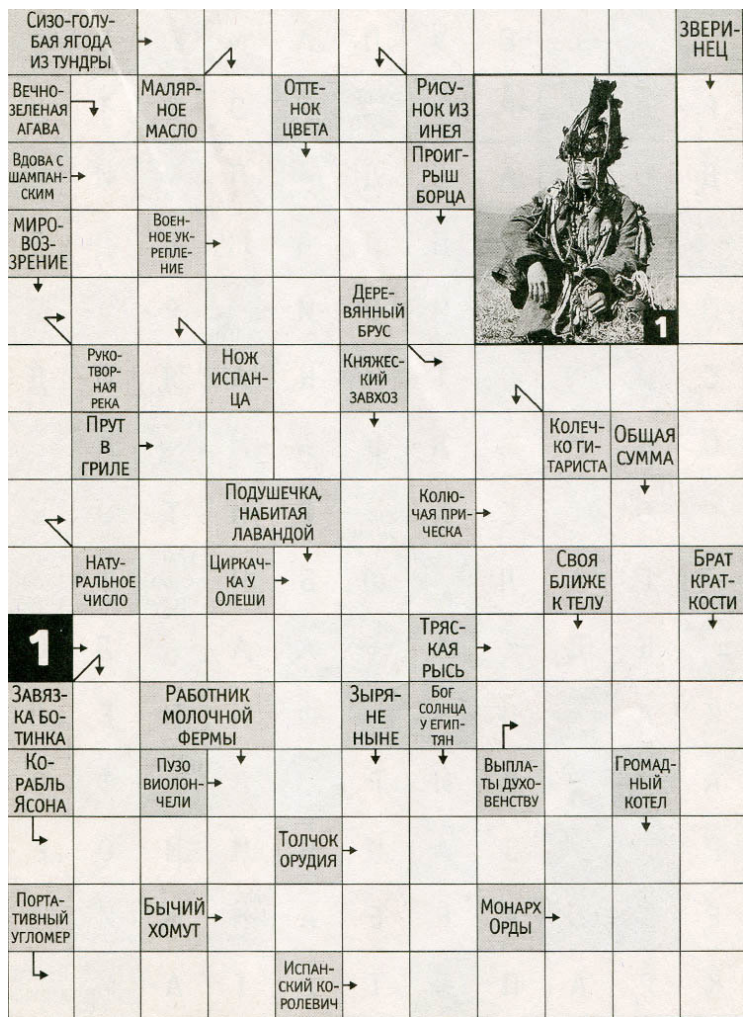 СИЗО-ГОЛУ-
БАЯ ЯГОДА
ИЗ ТУНДРЫ
ЗВЕРИ-
НЕЦ
ВЕЧНО-
ЗЕЛЕНАЯ
АГАВА
МАЛЯР-
НОЕ
МАСЛО
ОТТЕ-
НОК
ЦВЕТА
РИСУ-
НОК ИЗ
ИНЕЯ
ВДОВА С
ШАМПАН-
СКИМ
ПРОИГ-
РЫШ
БОРЦА
МИРО-
ВОЗ-
ЗРЕНИЕ
ВОЕН-
НОЕ УК-
РЕПЛЕ-
НИЕ
ДЕРЕ-
ВЯННЫЙ
БРУС
1
РУКО-
ТВОР-
НАЯ
РЕКА
НОЖ
ИСПАН-
ЦА
КНЯЖЕС-
КИЙ
ЗАВХОЗ
ПРУТ
В
ГРИЛЕ
КОЛЕЧ-
КО ГИ-
ТАРИСТА
ОБЩАЯ
СУММА
ПОДУШЕЧКА,
НАБИТАЯ
ЛАВАНДОЙ
КОЛЮ-
ЧАЯ ПРИ-
ЧЕСКА
НАТУ-
РАЛЬНОЕ
ЧИСЛО
ЦИРКАЧ-
КА У
ОЛЕШИ
СВОЯ
БЛИЖЕ
К ТЕЛУ
БРАТ
КРАТ-
КОСТИ
1
ТРЯС-
КАЯ
РЫСЬ
ЗАВЯЗ-
КА БО-
ТИНКА
РАБОТНИК
МОЛОЧНОЙ
ФЕРМЫ
ЗЫРЯ-
НЕ
НЫНЕ
БОГ
СОЛНЦА
У ЕГИП-
ТЯН
КО-
РАБЛЬ
ЯСОНА
ПУЗО
ВИОЛОН-
ЧЕЛИ
ВЫПЛА-
ТЫ ДУХО-
ВЕНСТВУ
ГРОМАД-
НЫЙ
КОТЕЛ
ТОЛЧОК
ОРУДИЯ
ПОРТА-
ТИВНЫЙ
УГЛОМЕР
БЫЧИЙ
ХОМУТ
МОНАРХ
ОРДЫ
ИСПАН-
СКИЙ КО-
РОЛЕВИЧ